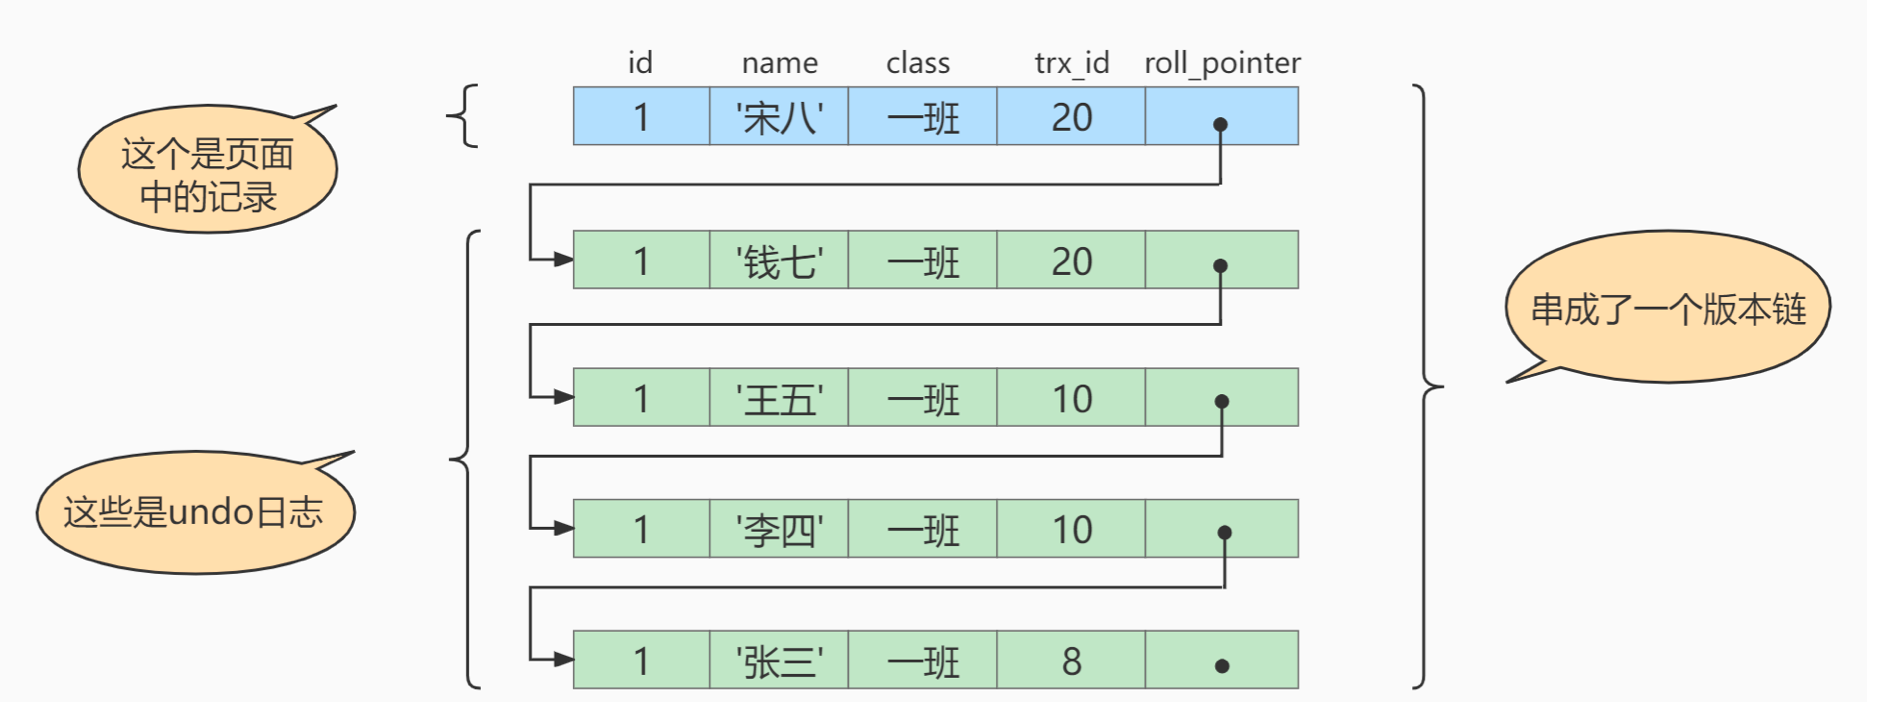 id name class trx_id roll_pointer
1 '宋八' 一班 20
这个是页面
中的记录
1 '钱七' 一班 20
串成了一个版本链
1 '王五' 一班 10
这些是undo日志
1 '李四' 一班 10
1 '张三' 一班 8